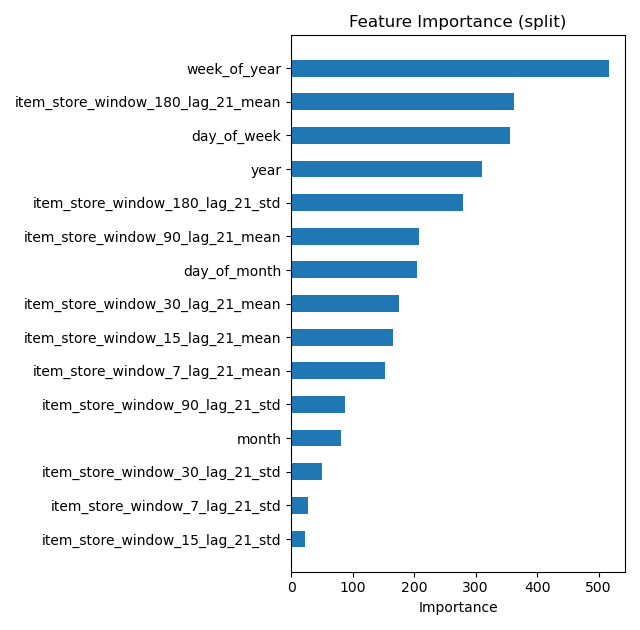 Feature Importance (split)
week_of_year
item_store_window_180_lag_21_mean
day_of_week
year
item_store_window_180_lag_21_std
item_store_window_90_lag_21_mean
day_of_month
item_store_window_30_lag_21_mean
item_store_window_15_lag_21_mean
item_store_window_7_lag_21_mean
item_store_window_90_lag_21_std
month
item_store_window_30_lag_21_std
item_store_window_7_lag_21_std
item_store_window_15_lag_21_std
0 100 200 300 400 500
Importance